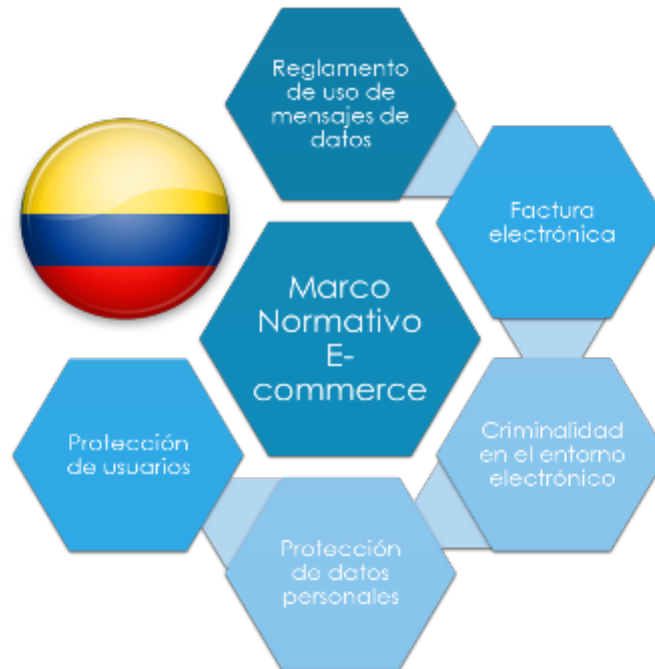 Reglamento
de uso de
mensajes de
datos
Factura
electrónica
Marco
Normativo
E-
commerce
Criminalidad
en el entorno
electrónico
Protección
de usuarios
Protección
de datos
personales